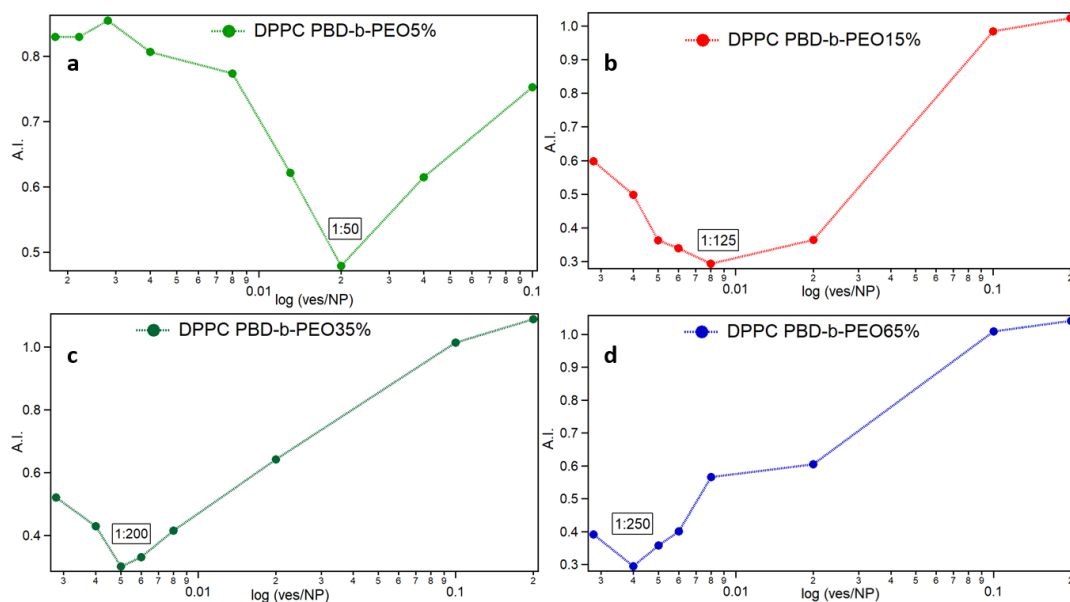 DPPC PBD-b-PEO5%
a
0.8
0.7
0.6
0.5
A.I.
1:50
2 3 4 5 6 7 8 9 0.01 2 3 4 5 6 7 8 9 0.1
log (ves/NP)
DPPC PBD-b-PEO15%
b
1.0
0.9
0.8
0.7
0.6
0.5
0.4
0.3
A.I.
1:125
3 4 5 6 7 8 9 0.01 2 3 4 5 6 7 8 9 0.1 2
log (ves/NP)
DPPC PBD-b-PEO35%
c
1.0
0.8
0.6
0.4
A.I.
1:200
3 4 5 6 7 8 9 0.01 2 3 4 5 6 7 8 9 0.1 2
log (ves/NP)
DPPC PBD-b-PEO65%
d
1.0
0.9
0.8
0.7
0.6
0.5
0.4
0.3
A.I.
1:250
3 4 5 6 7 8 9 0.01 2 3 4 5 6 7 8 9 0.1 2
log (ves/NP)